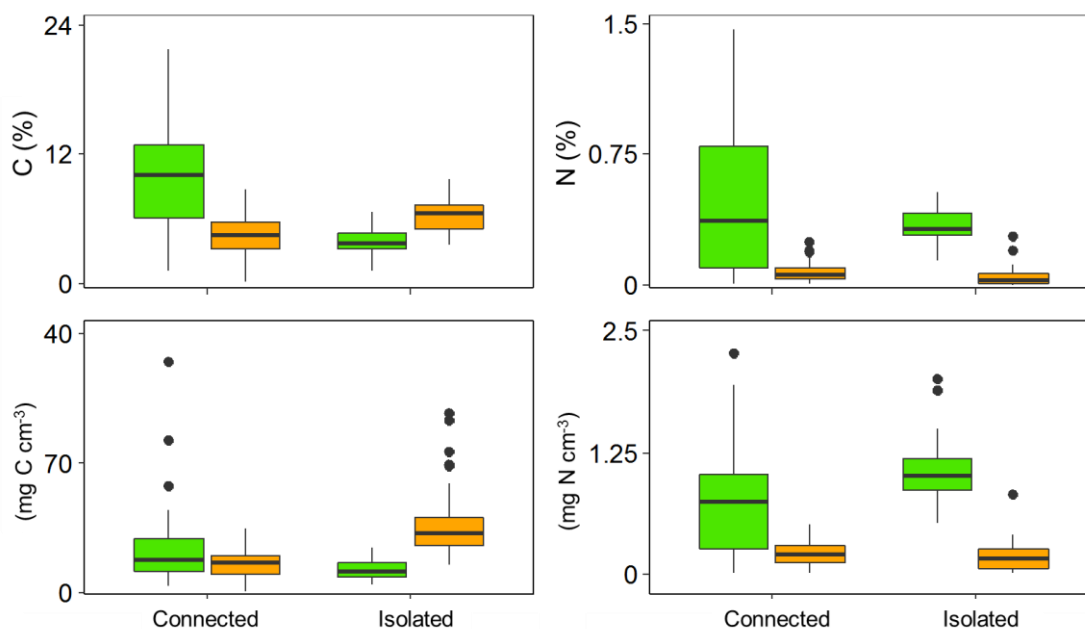 24
12
0
C (%)
1.5
0.75
0
N (%)
40
70
0
(mg C cm-3)
Connected
Isolated
2.5
1.25
0
(mg N cm-3)
Connected
Isolated